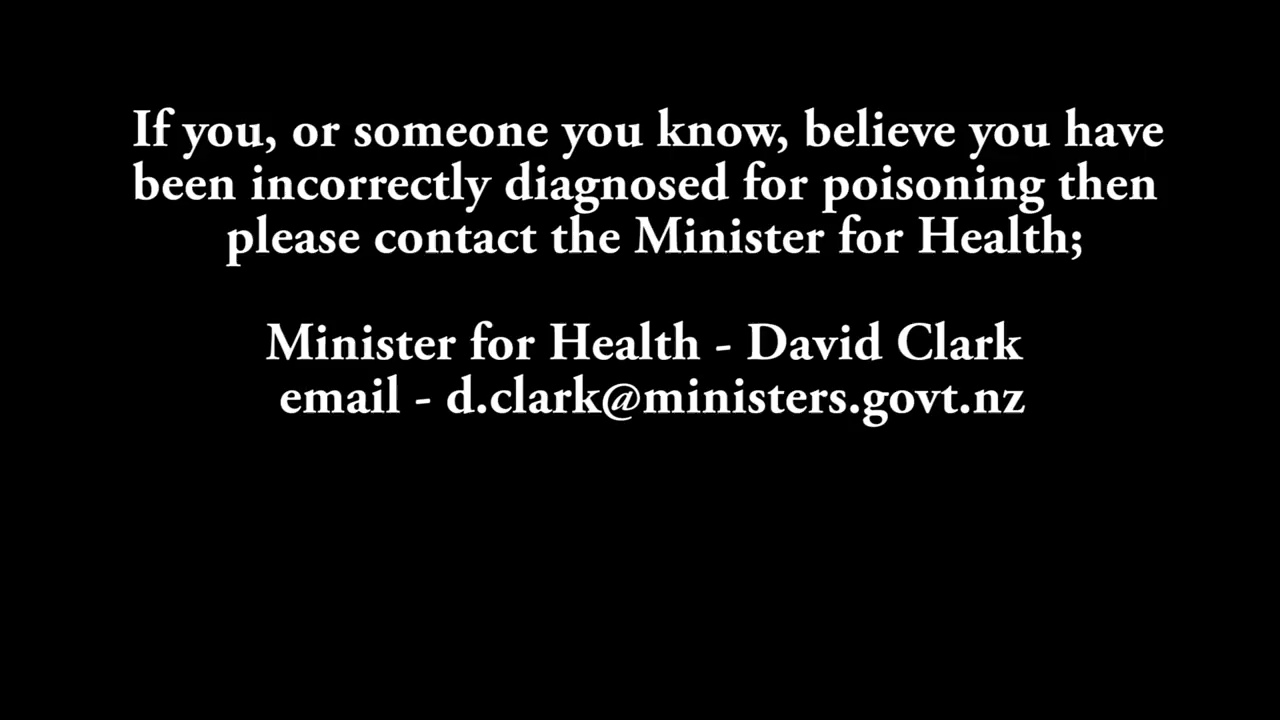 If you, or someone you know, believe you have
been incorrectly diagnosed for poisoning then
please contact the Minister for Health;
Minister for Health - David Clark
email - d.clark@ministers.govt.nz